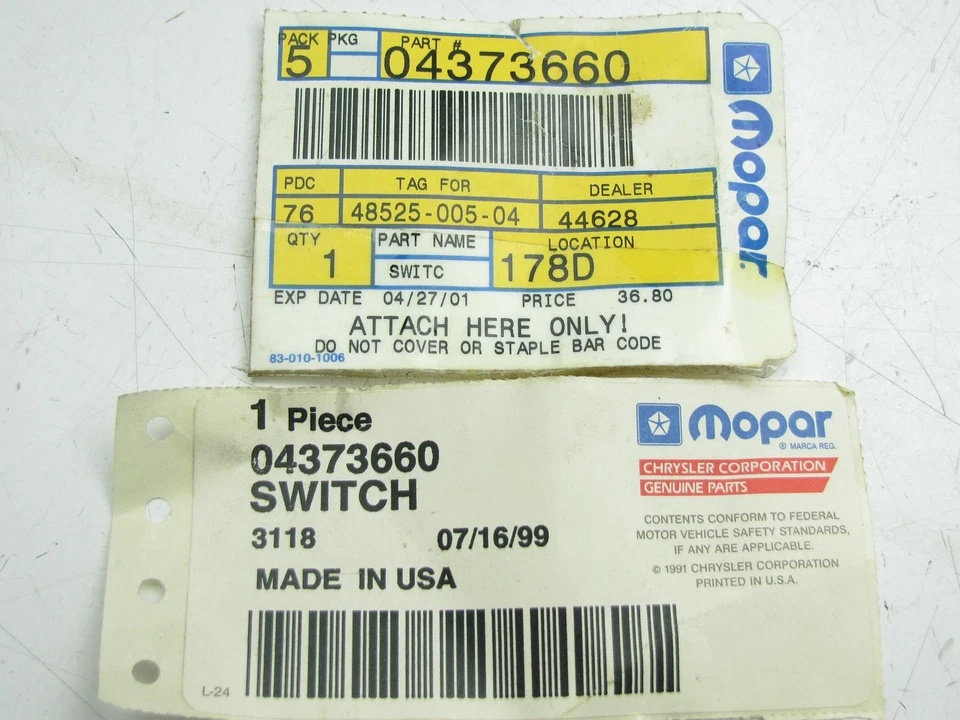 PACK PKG PART #
5 04373660
Mopar
PDC TAG FOR DEALER
76 48525-005-04 44628
QTY PART NAME LOCATION
1 SWITC 178D
EXP DATE 04/27/01 PRICE 36.80
ATTACH HERE ONLY!
DO NOT COVER OR STAPLE BAR CODE
83-010-1006
1 Piece
04373660
SWITCH
3118 07/16/99
MADE IN USA
L-24
Mopar
® MARCA REG.
CHRYSLER CORPORATION
GENUINE PARTS
CONTENTS CONFORM TO FEDERAL
MOTOR VEHICLE SAFETY STANDARDS,
IF ANY ARE APPLICABLE.
© 1991 CHRYSLER CORPORATION
PRINTED IN U.S.A.